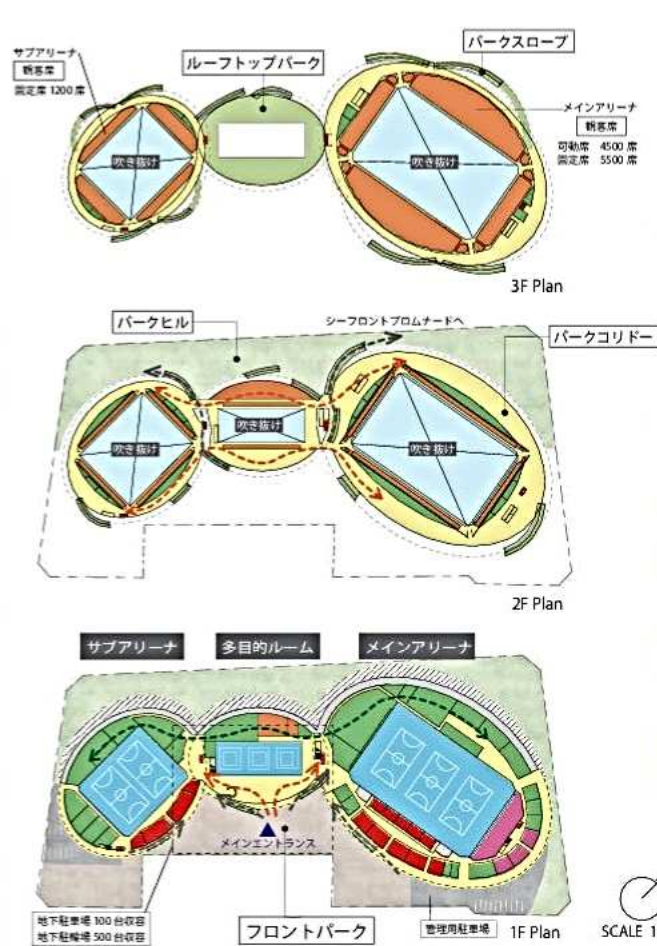 サブアリーナ
観客席
固定席 1200 席
ルーフトップパーク
パークスロープ
メインアリーナ
観客席
可動席 4500 席
固定席 5500 席
吹き抜け
吹き抜け
3F Plan
パークヒル
シーフロントプロムナードへ
パークコリドー
吹き抜け
吹き抜け
吹き抜け
2F Plan
サブアリーナ
多目的ルーム
メインアリーナ
メインエントランス
地下駐車場 100 台収容
地下駐輪場 500 台収容
フロントパーク
管理用駐車場
1F Plan
SCALE 1